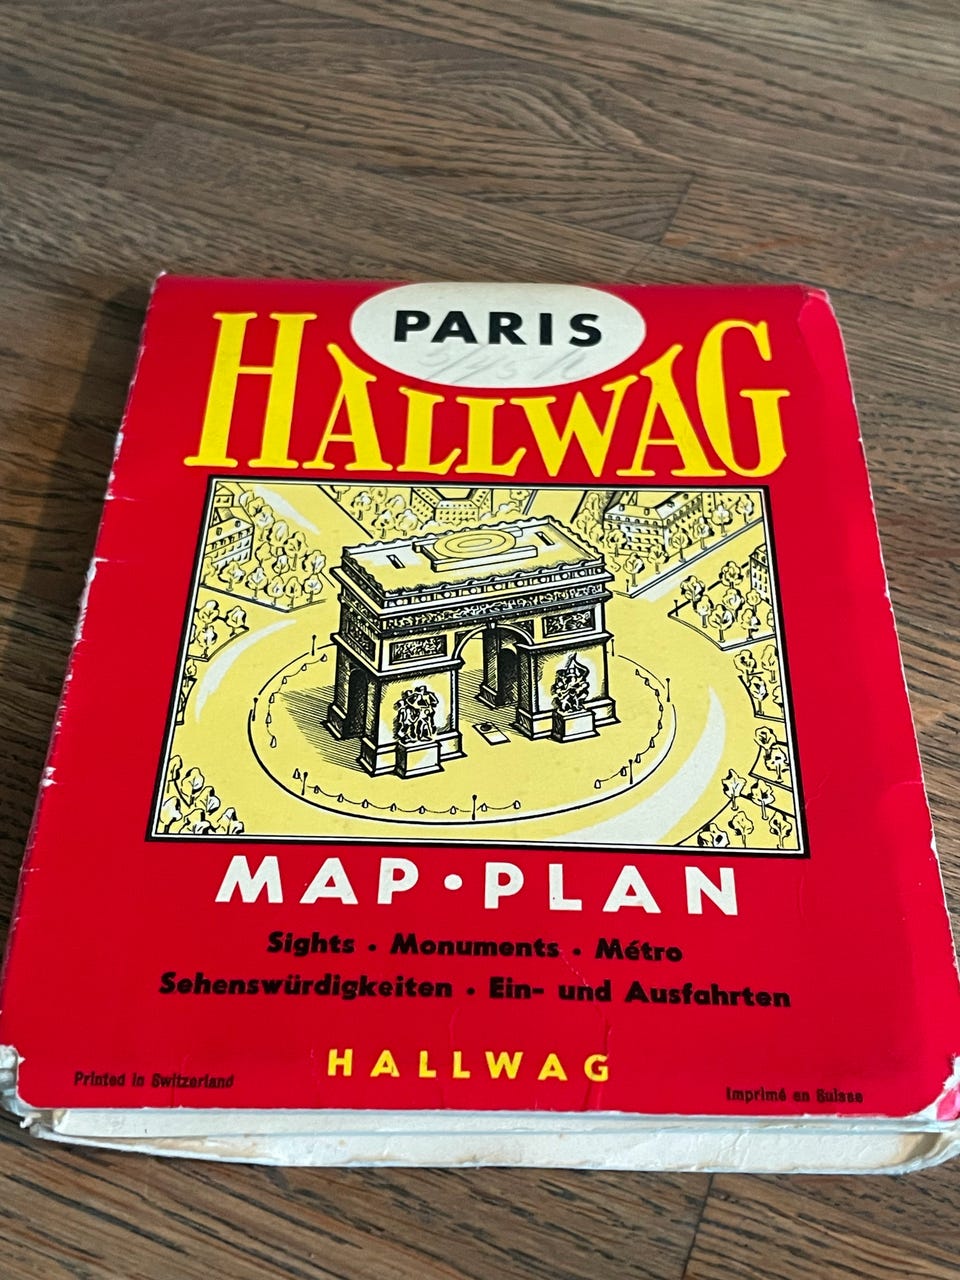 PARIS
HALLWAG
MAP·PLAN
Sights · Monuments · Métro
Sehenswürdigkeiten · Ein- und Ausfahrten
HALLWAG
Printed in Switzerland
Imprimé en Suisse